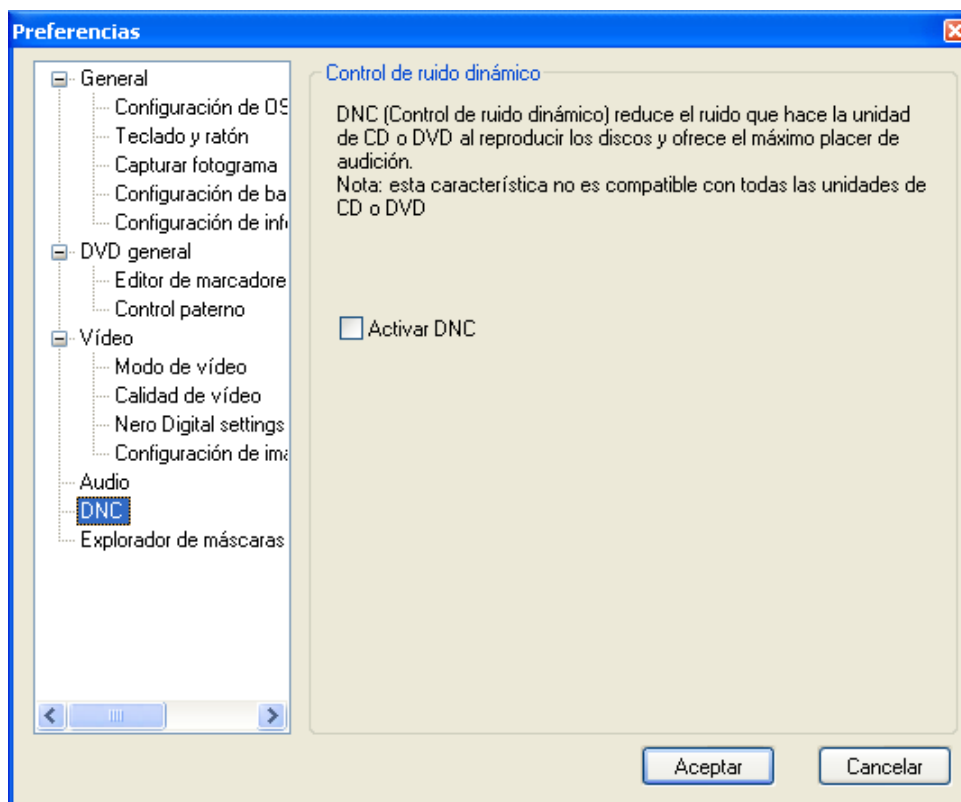 Preferencias
General
Configuración de OS
Teclado y ratón
Capturar fotograma
Configuración de ba
Configuración de inf
DVD general
Editor de marcadore
Control paterno
Vídeo
Modo de vídeo
Calidad de vídeo
Nero Digital settings
Configuración de ima
Audio
DNC
Explorador de máscaras
Control de ruido dinámico
DNC (Control de ruido dinámico) reduce el ruido que hace la unidad
de CD o DVD al reproducir los discos y ofrece el máximo placer de
audición.
Nota: esta característica no es compatible con todas las unidades de
CD o DVD
Activar DNC
Aceptar
Cancelar